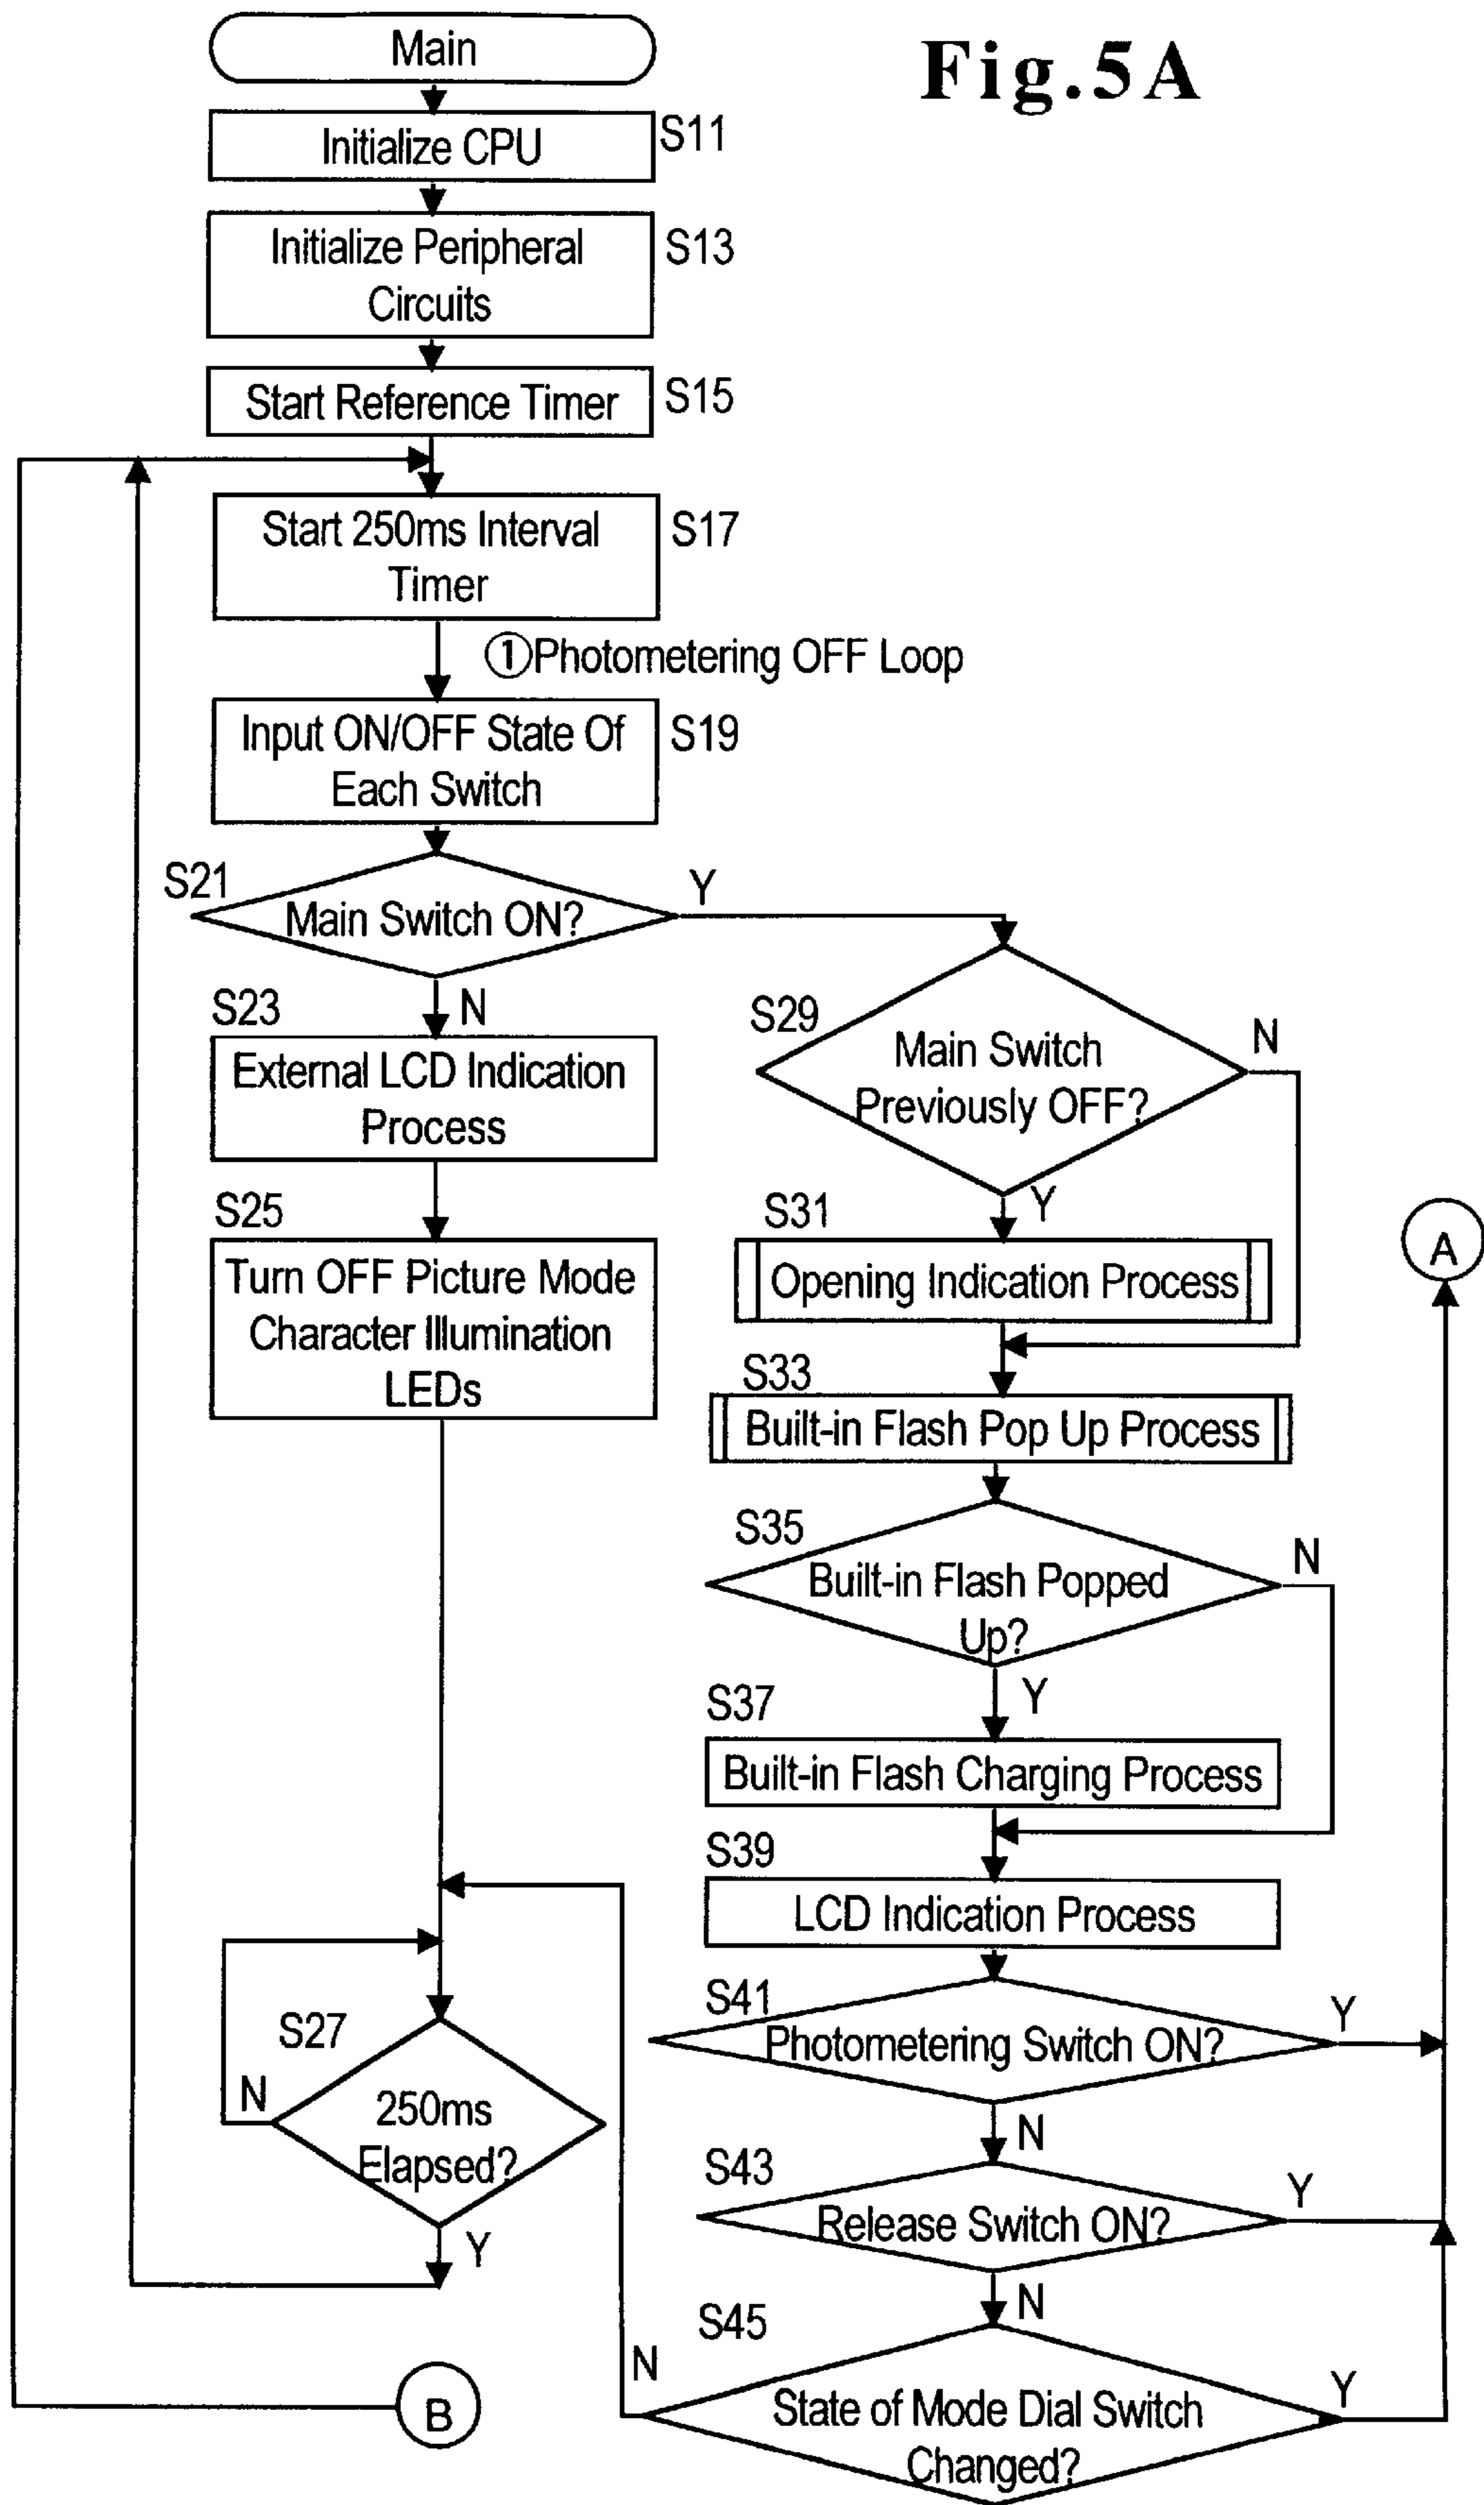 Fig.5A
Main
Initialize CPU
S11
Initialize Peripheral
Circuits
S13
Start Reference Timer
S15
Start 250ms Interval
Timer
S17
①Photometering OFF Loop
Input ON/OFF State Of
Each Switch
S19
S21
Main Switch ON?
Y
N
S23
External LCD Indication
Process
S25
Turn OFF Picture Mode
Character Illumination
LEDs
S27
250ms
Elapsed?
N
Y
B
S29
Main Switch
Previously OFF?
N
Y
S31
Opening Indication Process
S33
Built-in Flash Pop Up Process
S35
Built-in Flash Popped
Up?
N
Y
S37
Built-in Flash Charging Process
S39
LCD Indication Process
S41
Photometering Switch ON?
Y
N
S43
Release Switch ON?
Y
N
S45
State of Mode Dial Switch
Changed?
N
Y
A